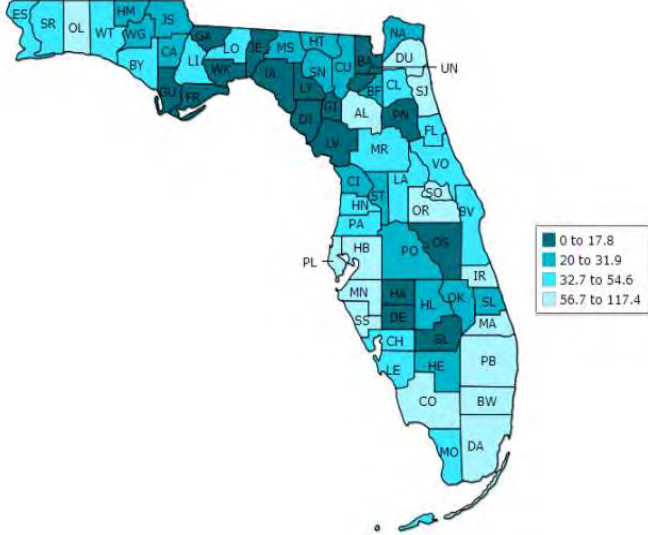 ES
SR
OL
WT
HM
WG
BY
JS
CA
LI
GU
FR
GA
WK
LO
JE
MS
IA
HT
SN
LY
DI
CU
GI
LV
BA
BF
AL
NA
DU
UN
CL
SJ
PN
FL
MR
VO
CI
ST
LA
SO
OR
BV
HN
PA
HB
PL
PO
OS
IR
MN
HA
HL
OK
SL
SS
DE
MA
GL
CH
LE
HE
PB
CO
BW
MO
DA
0 to 17.8
20 to 31.9
32.7 to 54.6
56.7 to 117.4